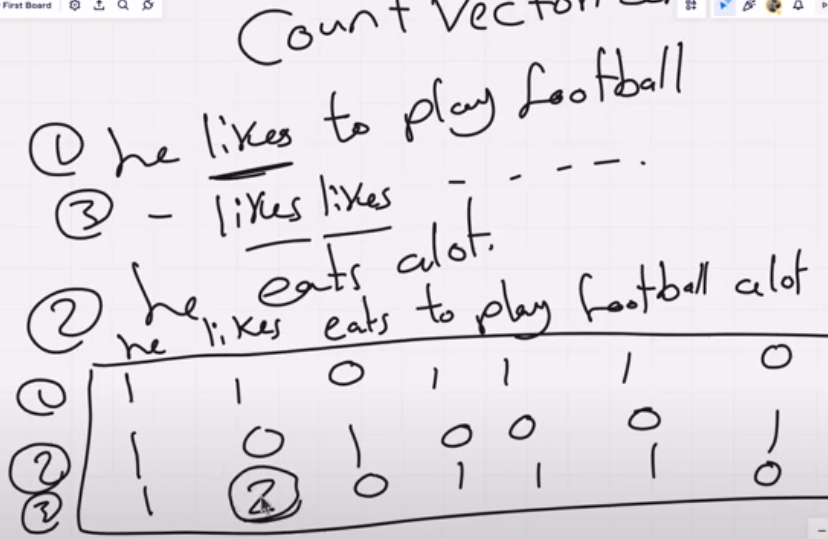 First Board
Count Vector
① he likes to play football
③ - likes likes - - - - .
② he eats alot.
he likes eats to play football alot
① 1 1 0 1 1 1 0
② 1 0 1 0 0 0 1
③ 1 2 0 1 1 1 0